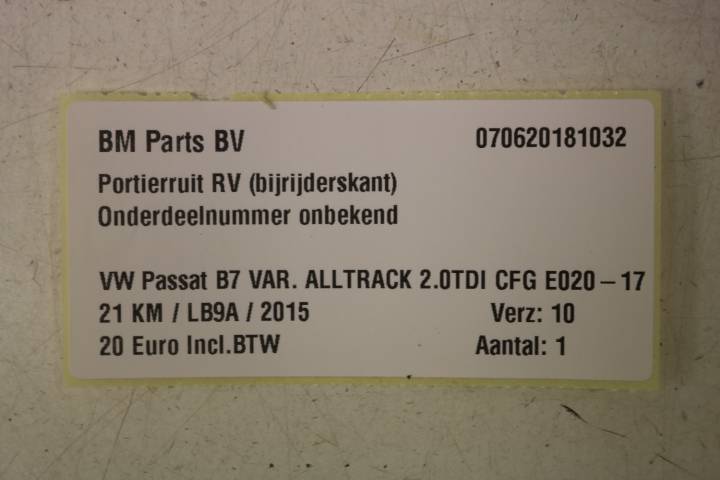 BM Parts BV 070620181032
Portierruit RV (bijrijderskant)
Onderdeelnummer onbekend
VW Passat B7 VAR. ALLTRACK 2.0TDI CFG E020-17
21 KM / LB9A / 2015 Verz: 10
20 Euro Incl.BTW Aantal: 1